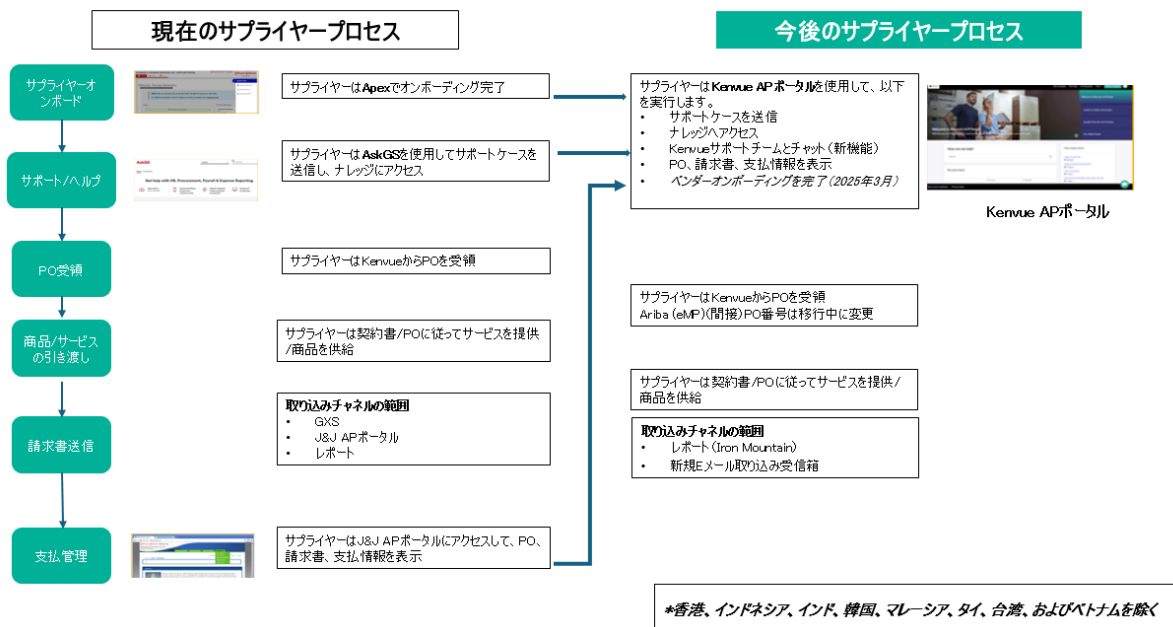 現在のサプライヤープロセス
今後のサプライヤープロセス
サプライヤーオ
ンボード
サポート/ヘルプ
PO受領
商品/サービス
の引き渡し
請求書送信
支払管理
AskGS
Get help with HR, Procurement, Payroll & Expense Reporting
サプライヤーはApexでオンボーディング完了
サプライヤーはAskGSを使用してサポートケースを
送信し、ナレッジにアクセス
サプライヤーはKenvueからPOを受領
サプライヤーは契約書/POに従ってサービスを提供
/商品を供給
取り込みチャネルの範囲
• GXS
• J&J APポータル
• レポート
サプライヤーはJ&J APポータルにアクセスして、PO、
請求書、支払情報を表示
サプライヤーはKenvue APポータルを使用して、以下
を実行します。
• サポートケースを送信
• ナレッジへアクセス
• Kenvueサポートチームとチャット(新機能)
• PO、請求書、支払情報を表示
• ベンダーオンボーディングを完了(2025年3月)
Kenvue APポータル
サプライヤーはKenvueからPOを受領
Ariba (eMP)(間接)PO番号は移行中に変更
サプライヤーは契約書/POに従ってサービスを提供/
商品を供給
取り込みチャネルの範囲
• レポート(Iron Mountain)
• 新規Eメール取り込み受信箱
*香港、インドネシア、インド、韓国、マレーシア、タイ、台湾、およびベトナムを除く